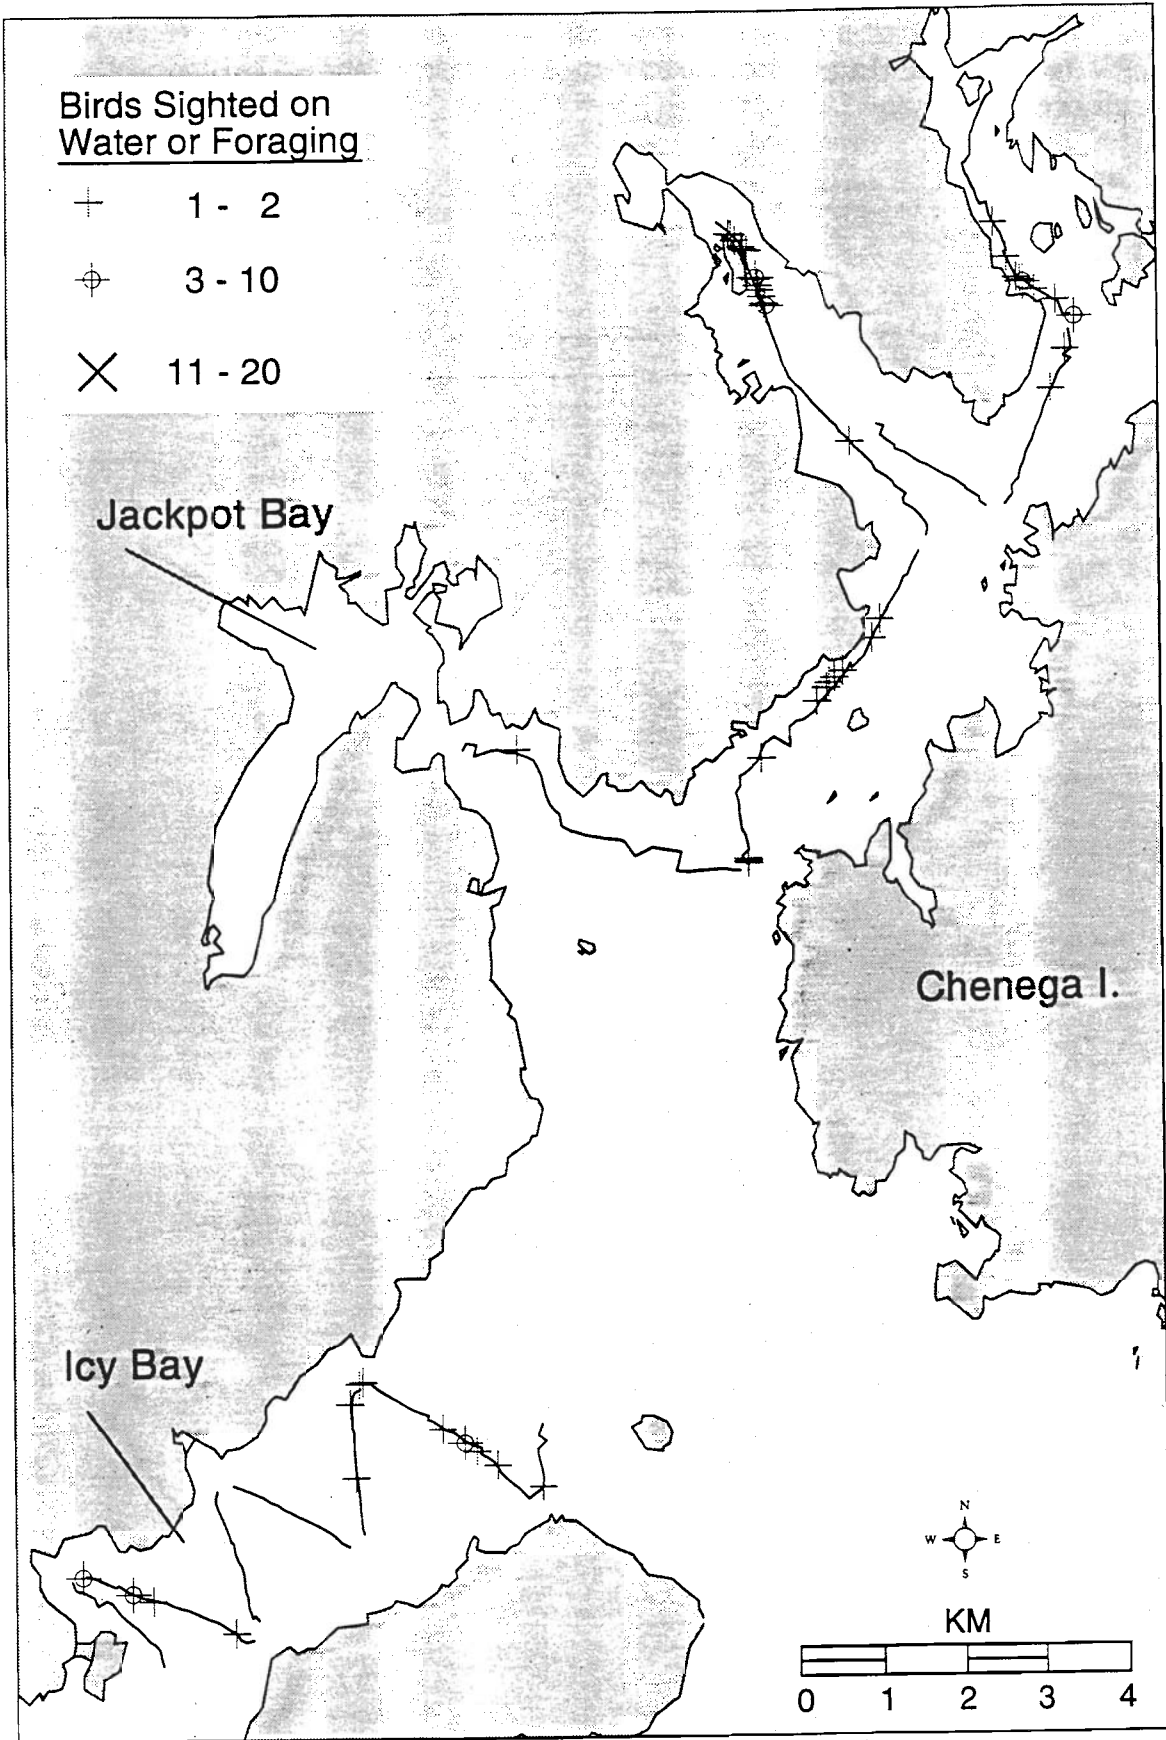 Birds Sighted on
Water or Foraging
1 - 2
3 - 10
11 - 20
Jackpot Bay
Chenega I.
Icy Bay
N
W E
S
KM
0 1 2 3 4